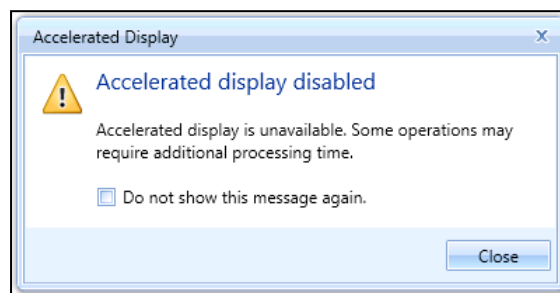 Accelerated Display
Accelerated display disabled
Accelerated display is unavailable. Some operations may
require additional processing time.
Do not show this message again.
Close